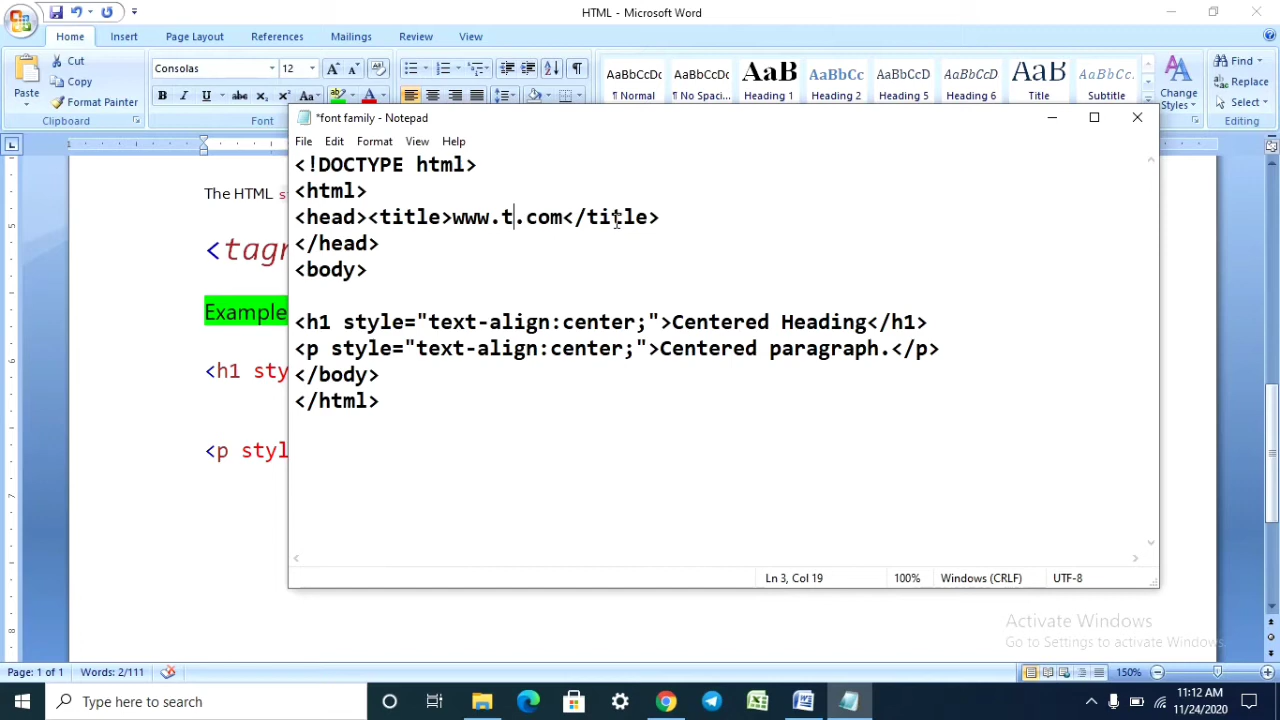 HTML - Microsoft Word
Home Insert Page Layout References Mailings Review View
Cut
Copy
Format Painter
Paste
Clipboard
Consolas 12
Font
AaBbCcDc AaBbCcDc AaB AaBbCc AaBbCcDc AaBbCcD AaB AaBbCc.
¶ Normal ¶ No Spaci... Heading 1 Heading 2 Heading 5 Heading 6 Title Subtitle
Change Styles
Find
Replace
Select
Editing
*font family - Notepad
File Edit Format View Help
<!DOCTYPE html>
<html>
<head><title>www.t.com</title>
</head>
<body>
<h1 style="text-align:center;">Centered Heading</h1>
<p style="text-align:center;">Centered paragraph.</p>
</body>
</html>
Ln 3, Col 19 100% Windows (CRLF) UTF-8
The HTML s
<tagn
Example
<h1 sty
<p styl
Activate Windows
Go to Settings to activate Windows.
Page: 1 of 1 Words: 2/111 150%
Type here to search
11:12 AM
11/24/2020